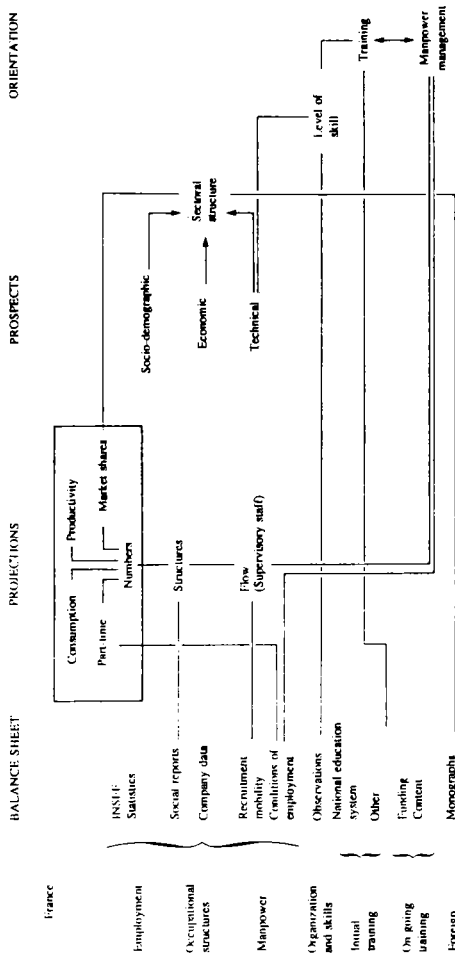 BALANCE SHEET
PROJECTIONS
PROSPECTS
ORIENTATION
France
Employment
Occupational
structures
Manpower
Organization
and skills
Initial
training
On going
training
Foreign
INSEE
Statistics
Social reports
Company data
Recruitment
mobility
Conditions of
employment
Observations
National education
system
Other
Funding
Content
Monographs
Consumption
Productivity
Part-time
Market shares
Numbers
Structures
Flow
(Supervisory staff)
Socio-demographic
Economic
Technical
Sectoral
structure
Level of
skill
Training
Manpower
management